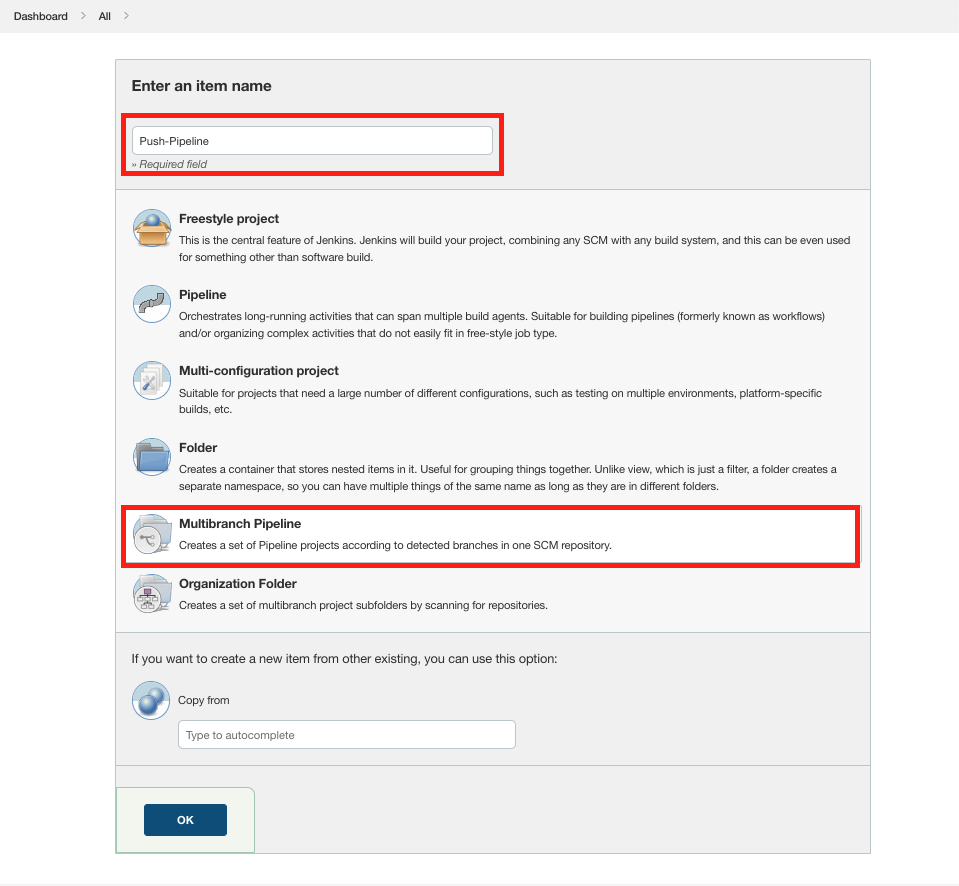 Dashboard > All >
Enter an item name
Push-Pipeline
» Required field
Freestyle project
This is the central feature of Jenkins. Jenkins will build your project, combining any SCM with any build system, and this can be even used
for something other than software build.
Pipeline
Orchestrates long-running activities that can span multiple build agents. Suitable for building pipelines (formerly known as workflows)
and/or organizing complex activities that do not easily fit in free-style job type.
Multi-configuration project
Suitable for projects that need a large number of different configurations, such as testing on multiple environments, platform-specific
builds, etc.
Folder
Creates a container that stores nested items in it. Useful for grouping things together. Unlike view, which is just a filter, a folder creates a
separate namespace, so you can have multiple things of the same name as long as they are in different folders.
Multibranch Pipeline
Creates a set of Pipeline projects according to detected branches in one SCM repository.
Organization Folder
Creates a set of multibranch project subfolders by scanning for repositories.
If you want to create a new item from other existing, you can use this option:
Copy from
Type to autocomplete
OK